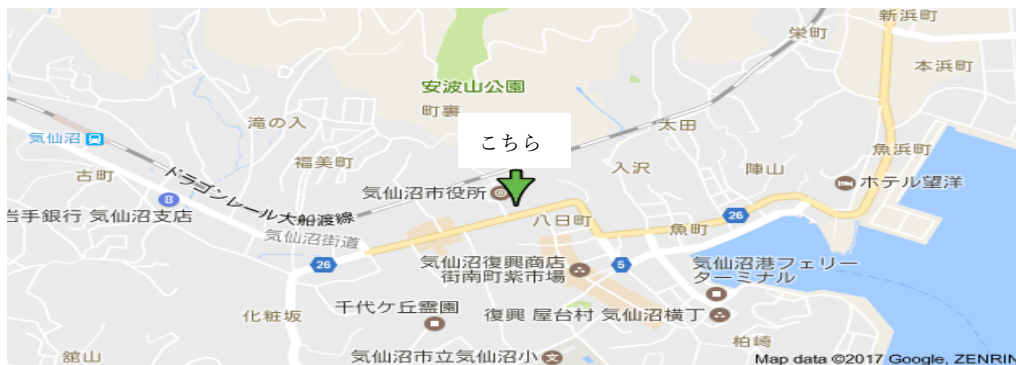 新浜町
栄町
本浜町
安波山公園
町裏
滝の入
太田
こちら
気仙沼
福美町
入沢
陣山
魚浜町
古町
ドラゴンレール大船渡線
気仙沼市役所
ホテル望洋
岩手銀行 気仙沼支店
八日町
26
魚町
気仙沼街道
26
気仙沼復興商店
街南町紫市場
5
気仙沼港フェリー
ターミナル
千代ケ丘霊園
化粧坂
復興 屋台村 気仙沼横丁
柏崎
舘山
気仙沼市立気仙沼小
Map data ©2017 Google, ZENRIN